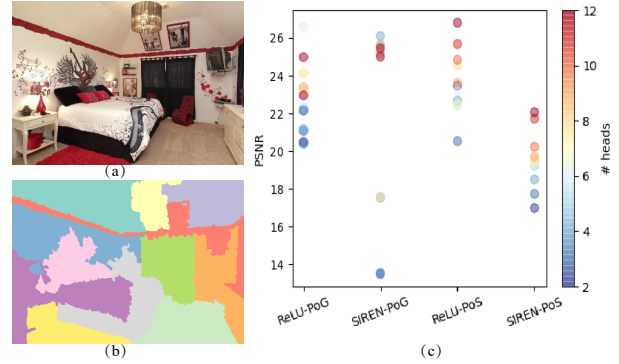 (a)
(b)
PSNR
26
24
22
20
18
16
14
ReLU-PoG
SIREN-PoG
ReLU-PoS
SIREN-PoS
12
10
8
6
4
2
# heads
(c)